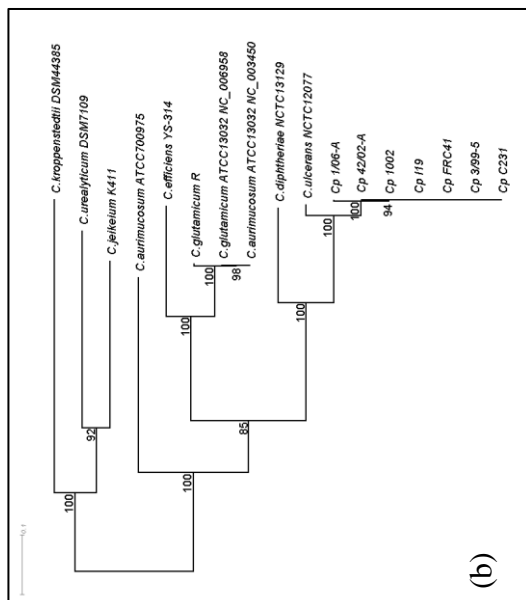 0.1
C.kroppenstedtii DSM44385
100
C.urealyticum DSM7109
92
C.jeikeium K411
C.aurimucosum ATCC700975
100
C.efficiens YS-314
100
C.glutamicum R
100
C.glutamicum ATCC13032 NC_006958
98
C.aurimucosum ATCC13032 NC_003450
85
C.diphtheriae NCTC13129
100
C.ulcerans NCTC12077
100
Cp 1/06-A
Cp 42/02-A
100
Cp 1002
94
Cp I19
Cp FRC41
Cp 3/99-5
Cp C231
(b)